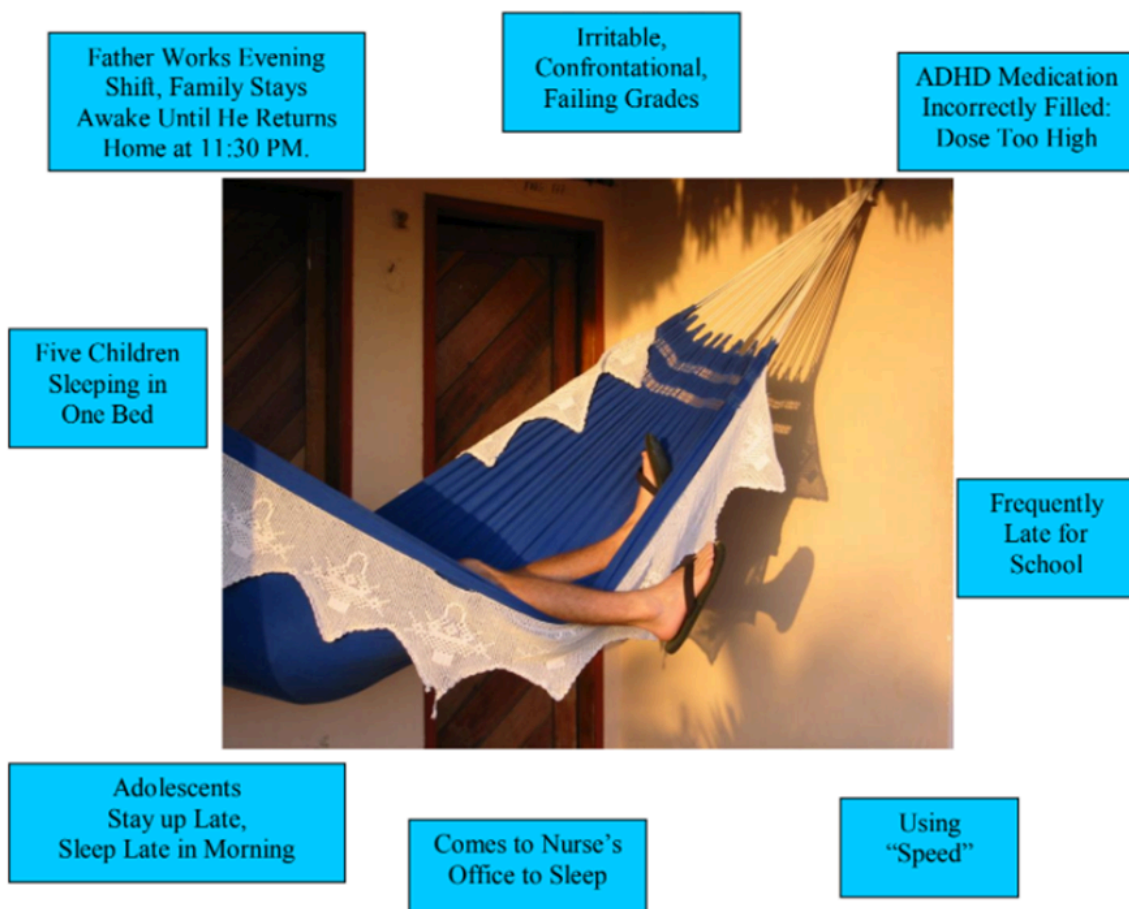 Father Works Evening
Shift, Family Stays
Awake Until He Returns
Home at 11:30 PM.
Irritable,
Confrontational,
Failing Grades
ADHD Medication
Incorrectly Filled:
Dose Too High
Five Children
Sleeping in
One Bed
Frequently
Late for
School
Adolescents
Stay up Late,
Sleep Late in Morning
Comes to Nurse’s
Office to Sleep
Using
“Speed”